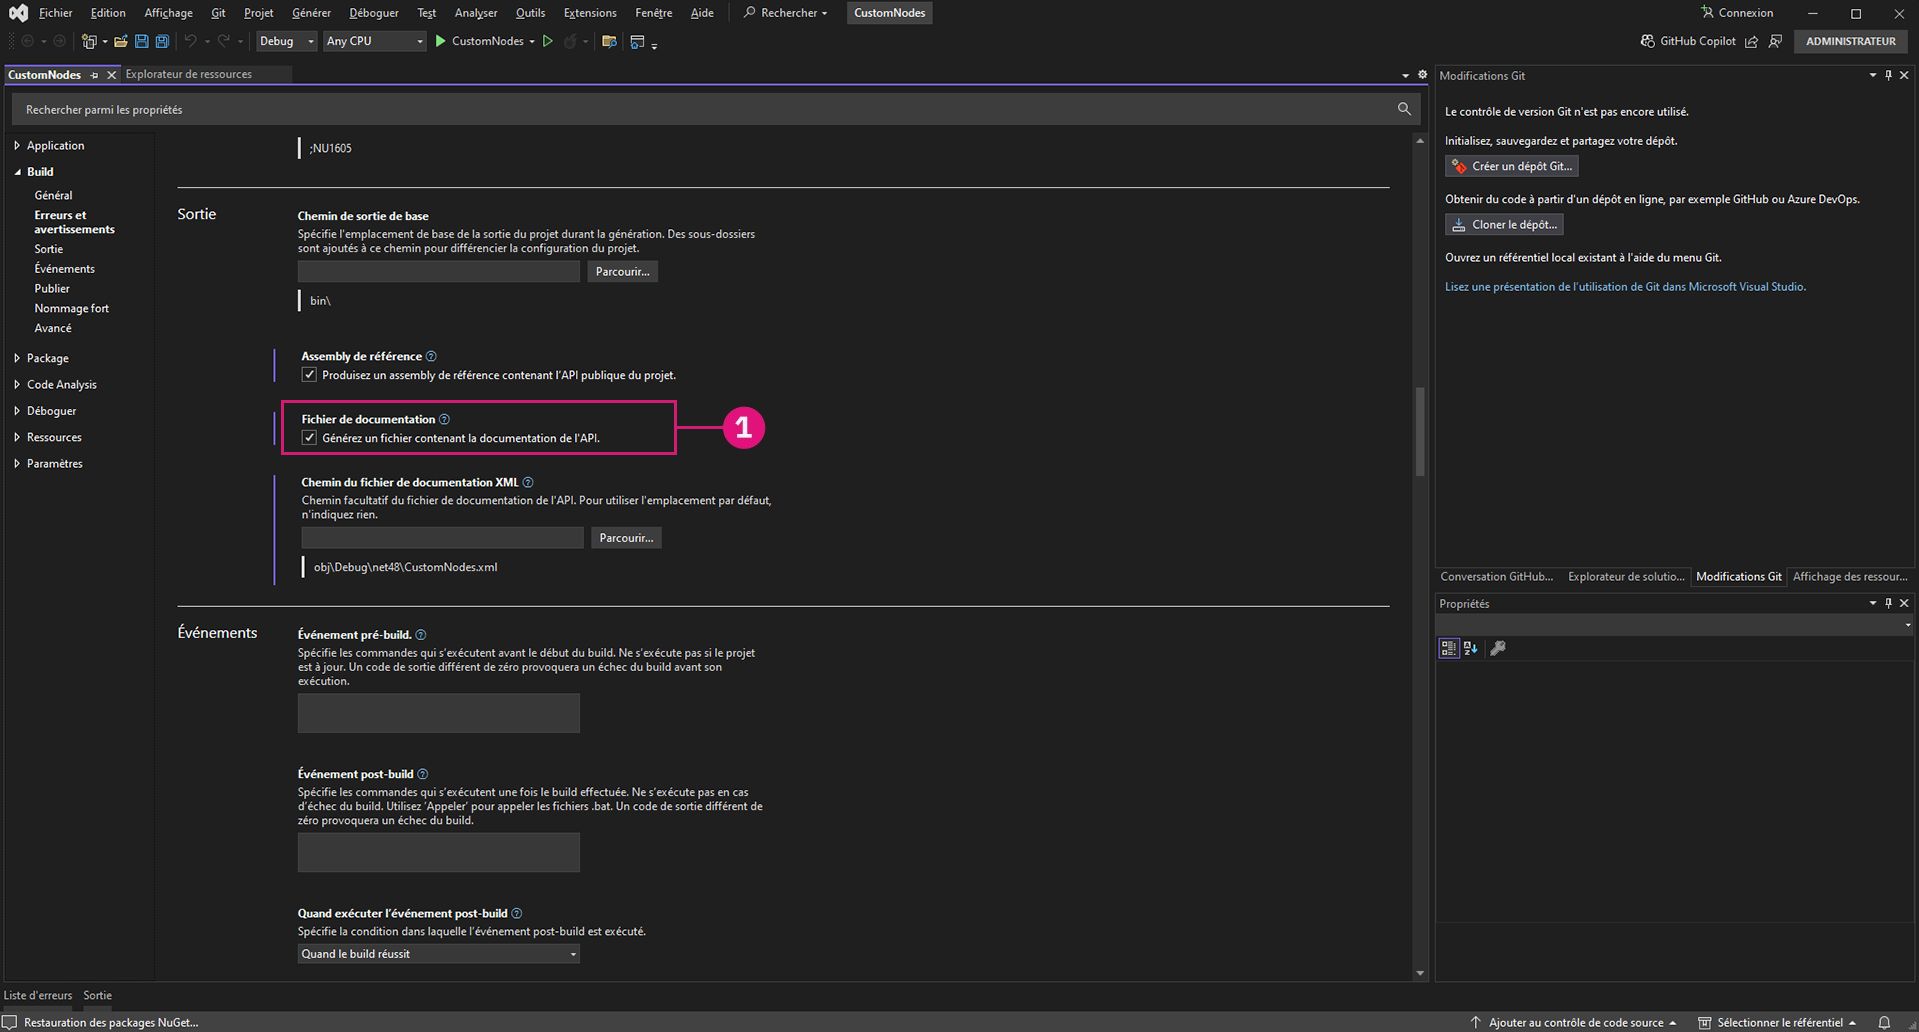 Fichier Edition Affichage Git Projet Générer Déboguer Test Analyser Outils Extensions Fenêtre Aide Rechercher CustomNodes Connexion
Debug Any CPU CustomNodes GitHub Copilot ADMINISTRATEUR
CustomNodes Explorateur de ressources
Rechercher parmi les propriétés
Application
Build
Général
Erreurs et
avertissements
Sortie
Événements
Publier
Nommage fort
Avancé
Package
Code Analysis
Déboguer
Ressources
Paramètres
;NU1605
Sortie
Chemin de sortie de base
Spécifie l'emplacement de base de la sortie du projet durant la génération. Des sous-dossiers
sont ajoutés à ce chemin pour différencier la configuration du projet.
Parcourir...
bin\
Assembly de référence
Produisez un assembly de référence contenant l'API publique du projet.
Fichier de documentation
Générez un fichier contenant la documentation de l'API.
1
Chemin du fichier de documentation XML
Chemin facultatif du fichier de documentation de l'API. Pour utiliser l'emplacement par défaut,
n'indiquez rien.
Parcourir...
obj\Debug\net48\CustomNodes.xml
Événements
Événement pré-build.
Spécifie les commandes qui s’exécutent avant le début du build. Ne s’exécute pas si le projet
est à jour. Un code de sortie différent de zéro provoquera un échec du build avant son
exécution.
Événement post-build
Spécifie les commandes qui s’exécutent une fois le build effectuée. Ne s’exécute pas en cas
d’échec du build. Utilisez ‘Appeler’ pour appeler les fichiers .bat. Un code de sortie différent de
zéro provoquera un échec du build.
Quand exécuter l’événement post-build
Spécifie la condition dans laquelle l’événement post-build est exécuté.
Quand le build réussit
Modifications Git
Le contrôle de version Git n'est pas encore utilisé.
Initialisez, sauvegardez et partagez votre dépôt.
Créer un dépôt Git...
Obtenir du code à partir d'un dépôt en ligne, par exemple GitHub ou Azure DevOps.
Cloner le dépôt...
Ouvrez un référentiel local existant à l'aide du menu Git.
Lisez une présentation de l'utilisation de Git dans Microsoft Visual Studio.
Conversation GitHub... Explorateur de solutio... Modifications Git Affichage des ressour...
Propriétés
Liste d'erreurs Sortie
Restauration des packages NuGet... Ajouter au contrôle de code source Sélectionner le référentiel